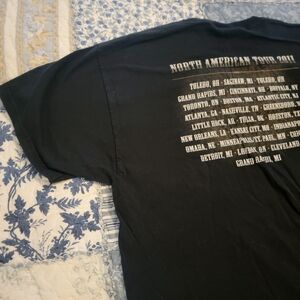 NORTH AMERICAN TOUR 2011
TOLEDO, OH - SAGINAW, MI - TOLEDO, OH
GRAND RAPIDS, MI - CINCINNATI, OH - BUFFALO, NY
TORONTO, ON - BOSTON, MA - ATLANTIC CITY, NJ
ATLANTA, GA - NASHVILLE, TN - GREENSBORO,
LITTLE ROCK, AR - TULSA, OK - HOUSTON, TX
NEW ORLEANS, LA - KANSAS CITY, MO - INDIANAPOLIS
OMAHA, NE - MINNEAPOLIS/ST. PAUL, MN -
DETROIT, MI - LONDON, ON - CLEVELAND
GRAND RAPIDS, MI